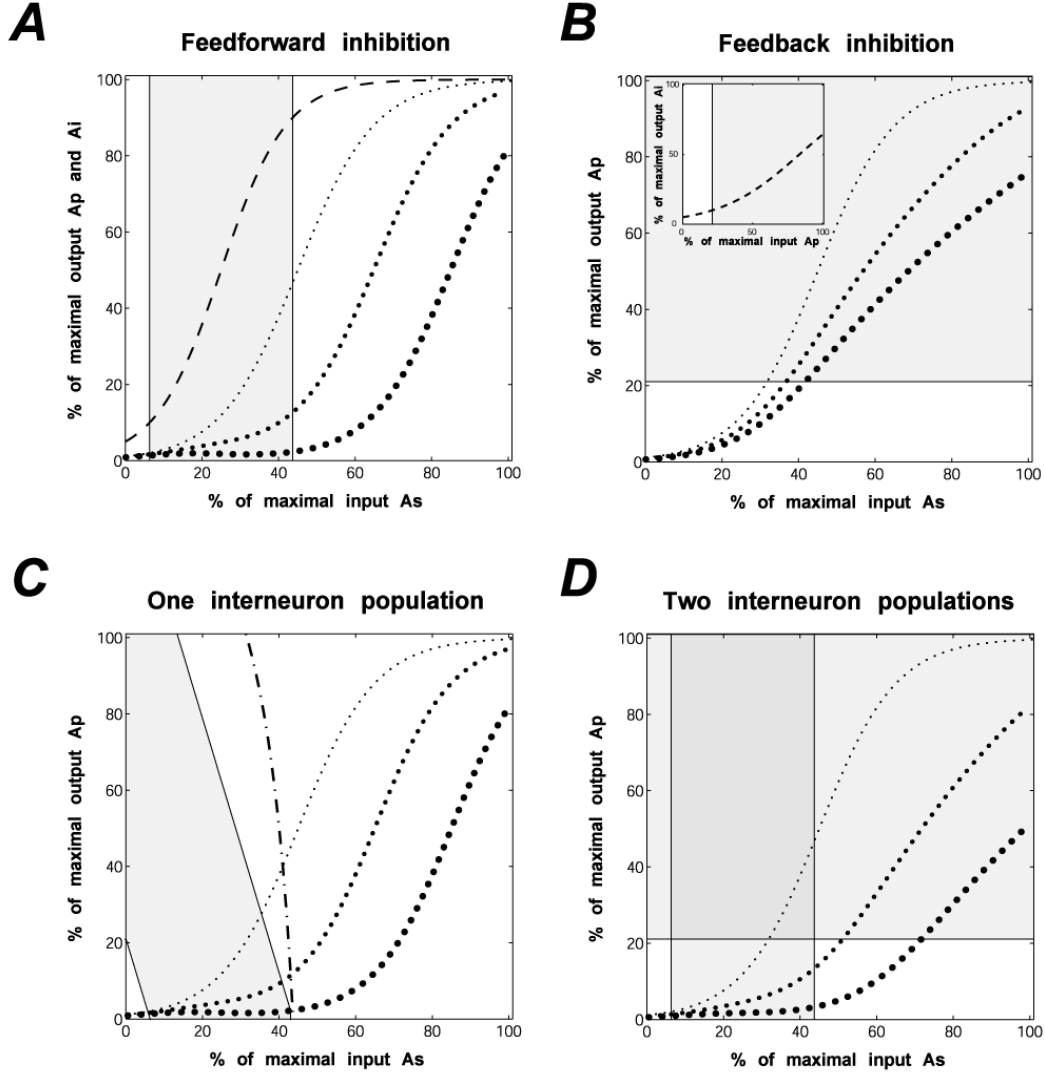 A
Feedforward inhibition
% of maximal output Ap and Ai
100
80
60
40
20
0
0 20 40 60 80 100
% of maximal input As
B
Feedback inhibition
% of maximal output Ap
100
80
60
40
20
0
0 20 40 60 80 100
% of maximal input As
% of maximal output Ai
100
50
0
0 50 100
% of maximal input Ap
C
One interneuron population
% of maximal output Ap
100
80
60
40
20
0
0 20 40 60 80 100
% of maximal input As
D
Two interneuron populations
% of maximal output Ap
100
80
60
40
20
0
0 20 40 60 80 100
% of maximal input As